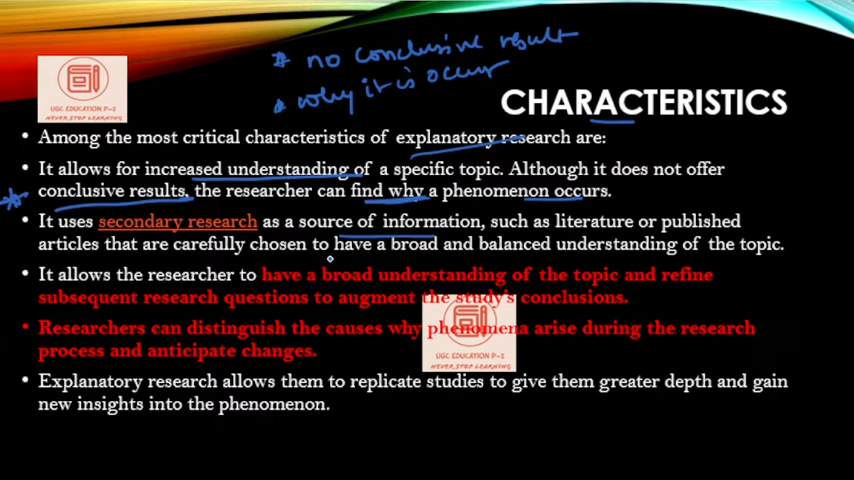 * no conclusive result
* why it is occur
UGC EDUCATION P-I
NEVER STOP LEARNING
CHARACTERISTICS
• Among the most critical characteristics of explanatory research are:
• It allows for increased understanding of a specific topic. Although it does not offer
conclusive results, the researcher can find why a phenomenon occurs.
• It uses secondary research as a source of information, such as literature or published
articles that are carefully chosen to have a broad and balanced understanding of the topic.
• It allows the researcher to have a broad understanding of the topic and refine
subsequent research questions to augment the study's conclusions.
• Researchers can distinguish the causes why phenomena arise during the research
process and anticipate changes.
UGC EDUCATION P-I
NEVER STOP LEARNING
• Explanatory research allows them to replicate studies to give them greater depth and gain
new insights into the phenomenon.